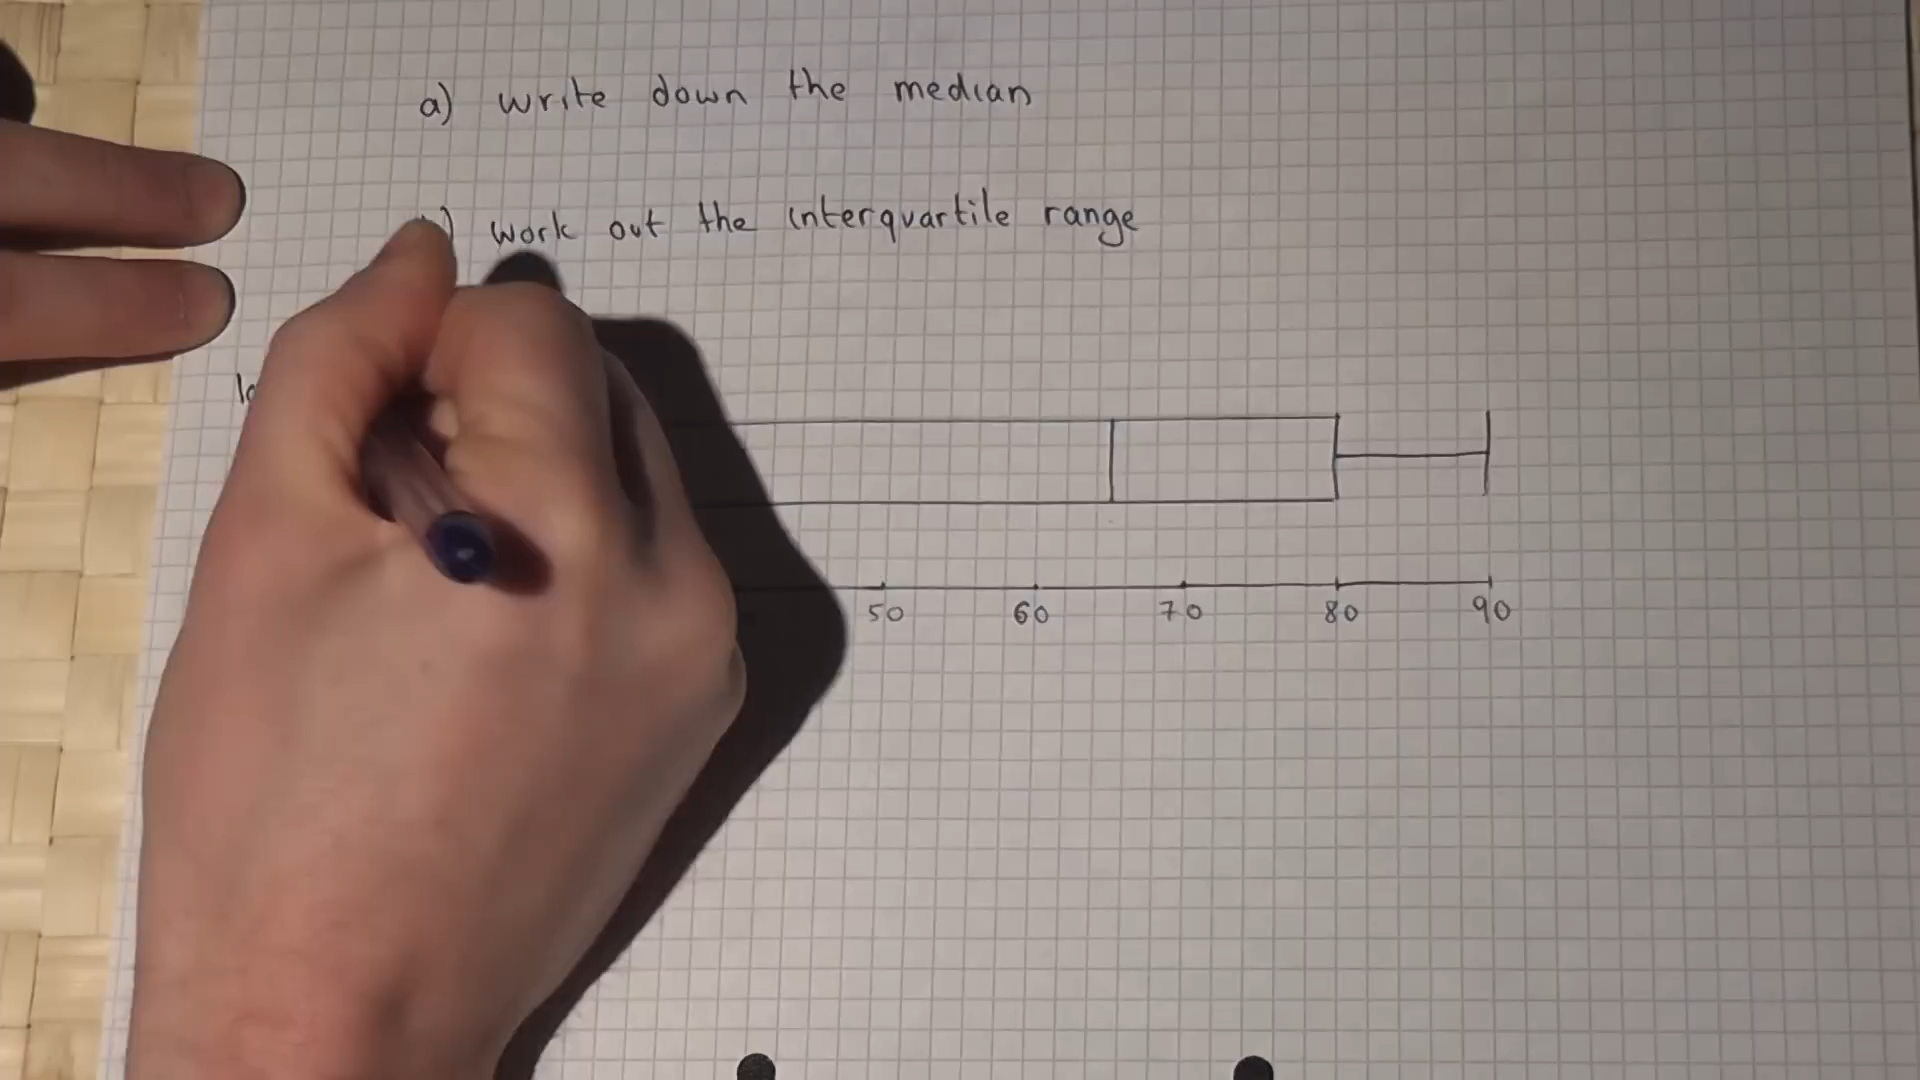 a) write down the median
) work out the interquartile range
50 60 70 80 90